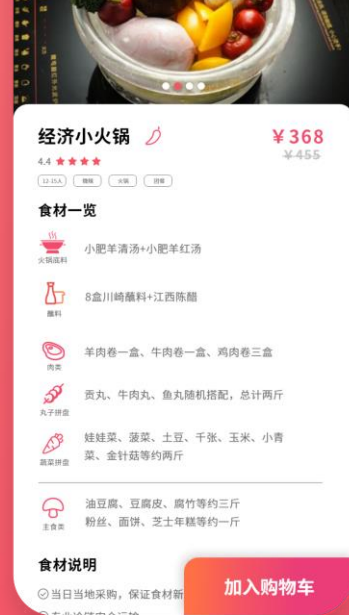 经济小火锅
￥368
4.4
￥455
12-15人
辣味
火锅
团餐
食材一览
小肥羊清汤+小肥羊红汤
火锅底料
8盒川崎蘸料+江西陈醋
蘸料
羊肉卷一盒、牛肉卷一盒、鸡肉卷三盒
肉类
贡丸、牛肉丸、鱼丸随机搭配，总计两斤
丸子拼盘
娃娃菜、菠菜、土豆、千张、玉米、小青
菜、金针菇等约两斤
蔬菜拼盘
油豆腐、豆腐皮、腐竹等约三斤
粉丝、面饼、芝士年糕等约一斤
主食类
食材说明
当日当地采购，保证食材新
加入购物车